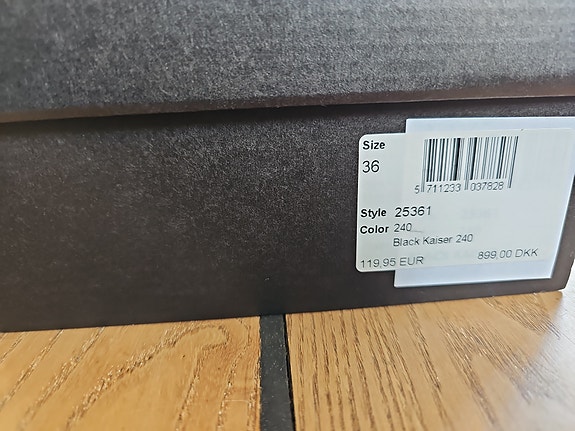 Size
36
5 711233 037828
Style 25361
Color 240
Black Kaiser 240
119,95 EUR 899,00 DKK